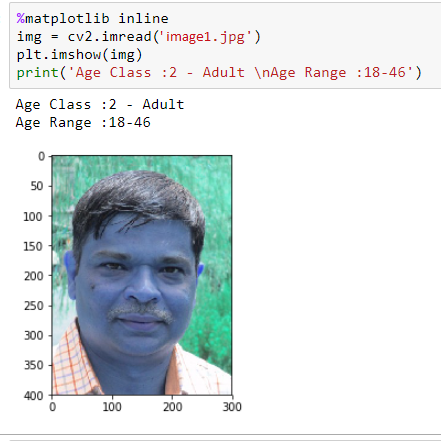 %matplotlib inline
img = cv2.imread('image1.jpg')
plt.imshow(img)
print('Age Class :2 - Adult \nAge Range :18-46')
Age Class :2 - Adult
Age Range :18-46
0
50
100
150
200
250
300
350
400
0 100 200 300